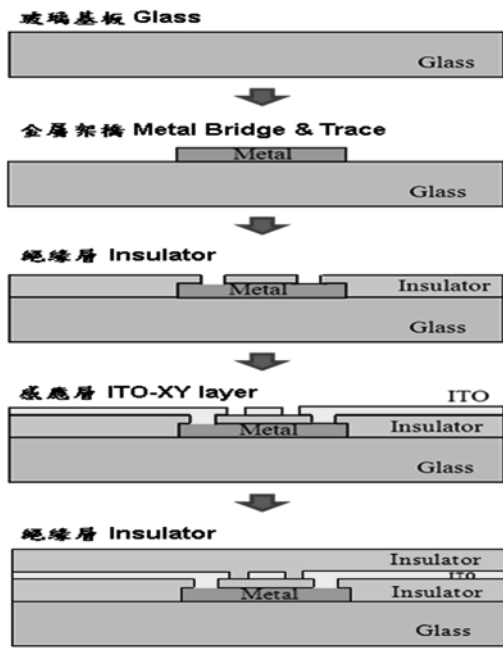 玻璃基板 Glass
Glass
金屬架橋 Metal Bridge & Trace
Metal
Glass
絕緣層 Insulator
Metal
Insulator
Glass
感應層 ITO-XY layer
ITO
Metal
Insulator
Glass
絕緣層 Insulator
Insulator
ITO
Metal
Insulator
Glass